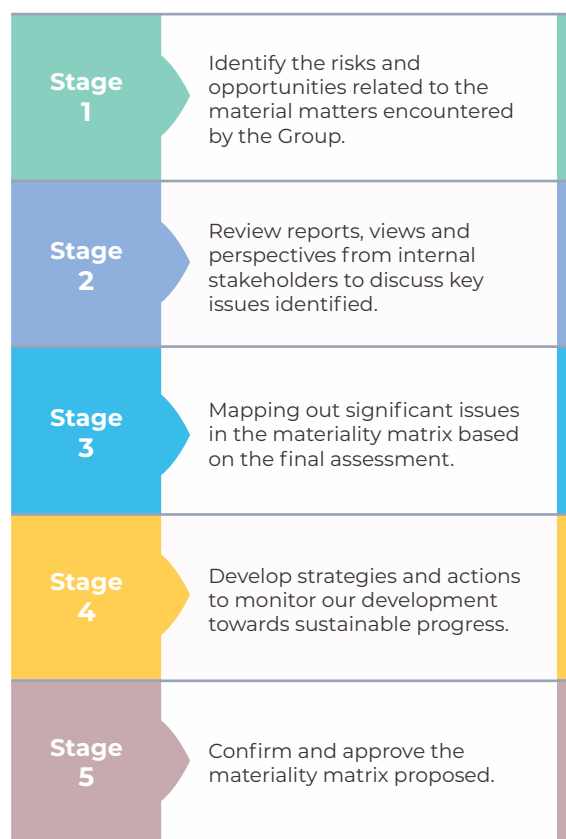 Stage
1
Identify the risks and
opportunities related to the
material matters encountered
by the Group.
Stage
2
Review reports, views and
perspectives from internal
stakeholders to discuss key
issues identified.
Stage
3
Mapping out significant issues
in the materiality matrix based
on the final assessment.
Stage
4
Develop strategies and actions
to monitor our development
towards sustainable progress.
Stage
5
Confirm and approve the
materiality matrix proposed.